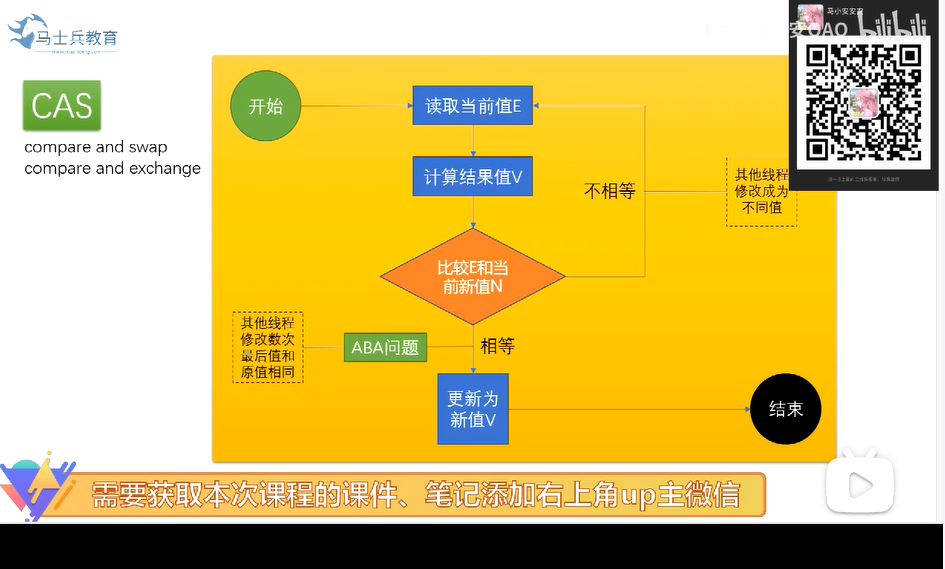 马士兵教育
马小安安安
安QAQ
bilibili
CAS
compare and swap
compare and exchange
开始
读取当前值E
计算结果值V
不相等
其他线程
修改成为
不同值
比较E和当
前新值N
其他线程
修改数次
最后值和
原值相同
ABA问题
相等
更新为
新值V
结束
需要获取本次课程的课件、笔记添加右上角up主微信